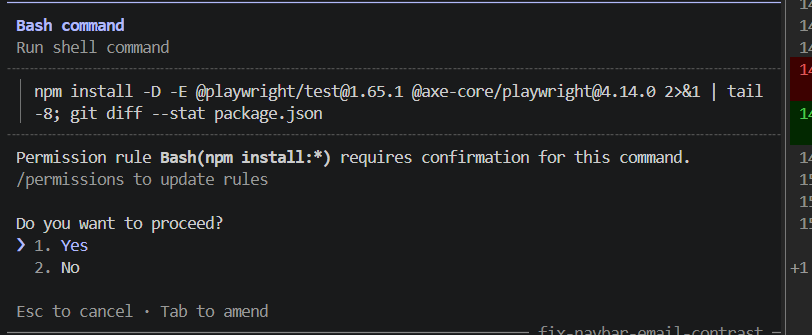 Bash command
Run shell command
npm install -D -E @playwright/test@1.65.1 @axe-core/playwright@4.14.0 2>&1 | tail
-8; git diff --stat package.json
Permission rule Bash(npm install:*) requires confirmation for this command.
/permissions to update rules
Do you want to proceed?
❯ 1. Yes
2. No
Esc to cancel · Tab to amend
fix-navbar-email-contrast
+1